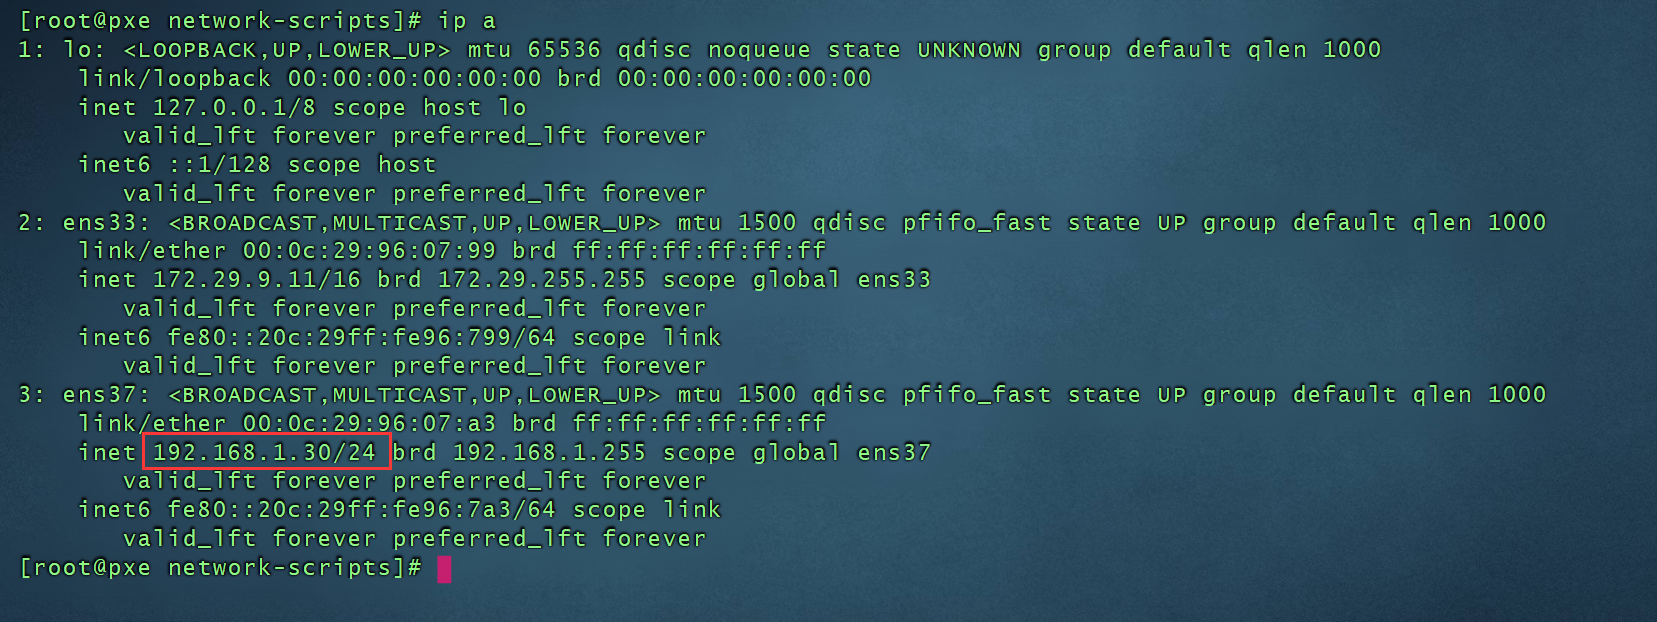 [root@pxe network-scripts]# ip a
1: lo: <LOOPBACK,UP,LOWER_UP> mtu 65536 qdisc noqueue state UNKNOWN group default qlen 1000
link/loopback 00:00:00:00:00:00 brd 00:00:00:00:00:00
inet 127.0.0.1/8 scope host lo
valid_lft forever preferred_lft forever
inet6 ::1/128 scope host
valid_lft forever preferred_lft forever
2: ens33: <BROADCAST,MULTICAST,UP,LOWER_UP> mtu 1500 qdisc pfifo_fast state UP group default qlen 1000
link/ether 00:0c:29:96:07:99 brd ff:ff:ff:ff:ff:ff
inet 172.29.9.11/16 brd 172.29.255.255 scope global ens33
valid_lft forever preferred_lft forever
inet6 fe80::20c:29ff:fe96:799/64 scope link
valid_lft forever preferred_lft forever
3: ens37: <BROADCAST,MULTICAST,UP,LOWER_UP> mtu 1500 qdisc pfifo_fast state UP group default qlen 1000
link/ether 00:0c:29:96:07:a3 brd ff:ff:ff:ff:ff:ff
inet 192.168.1.30/24 brd 192.168.1.255 scope global ens37
valid_lft forever preferred_lft forever
inet6 fe80::20c:29ff:fe96:7a3/64 scope link
valid_lft forever preferred_lft forever
[root@pxe network-scripts]#